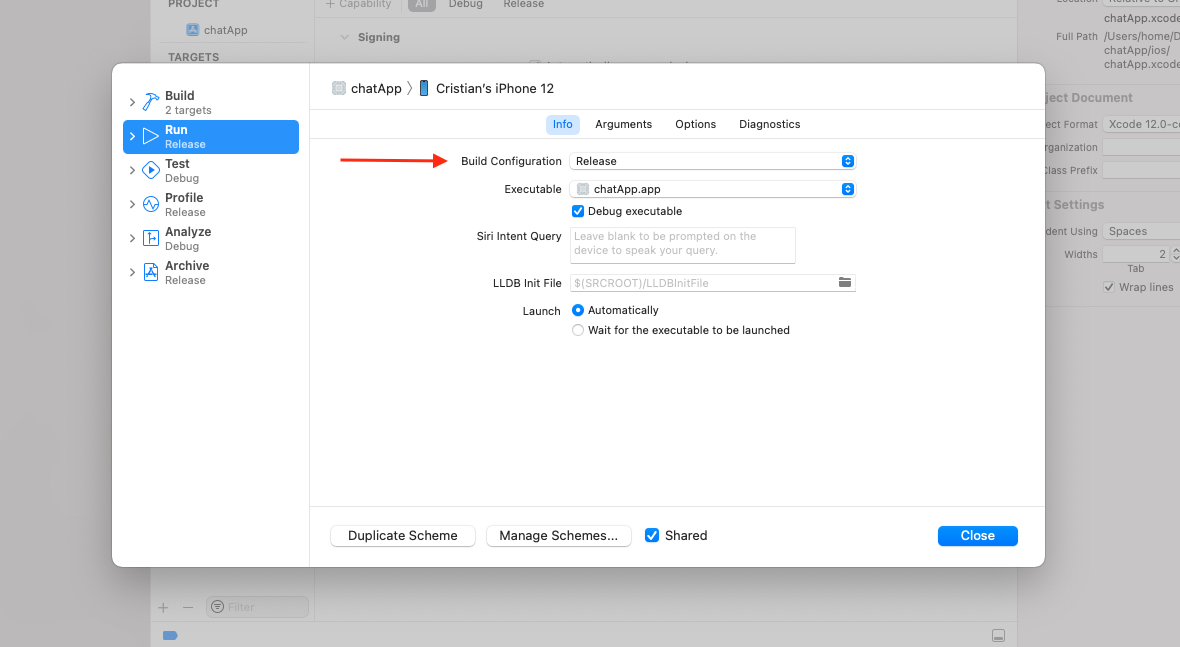 PROJECT
chatApp
TARGETS
+ Capability
All
Debug
Release
Signing
chatApp.xcode
Full Path
/Users/home/D
chatApp/ios/
chatApp.xcode
ject Document
ect Format
Xcode 12.0-co
rganization
Class Prefix
t Settings
dent Using
Spaces
Widths
2
Tab
Wrap lines
Build
2 targets
Run
Release
Test
Debug
Profile
Release
Analyze
Debug
Archive
Release
chatApp 〉 Cristian's iPhone 12
Info
Arguments
Options
Diagnostics
Build Configuration
Release
Executable
chatApp.app
Debug executable
Siri Intent Query
Leave blank to be prompted on the
device to speak your query.
LLDB Init File
$(SRCROOT)/LLDBInitFile
Launch
Automatically
Wait for the executable to be launched
Duplicate Scheme
Manage Schemes...
Shared
Close
Filter